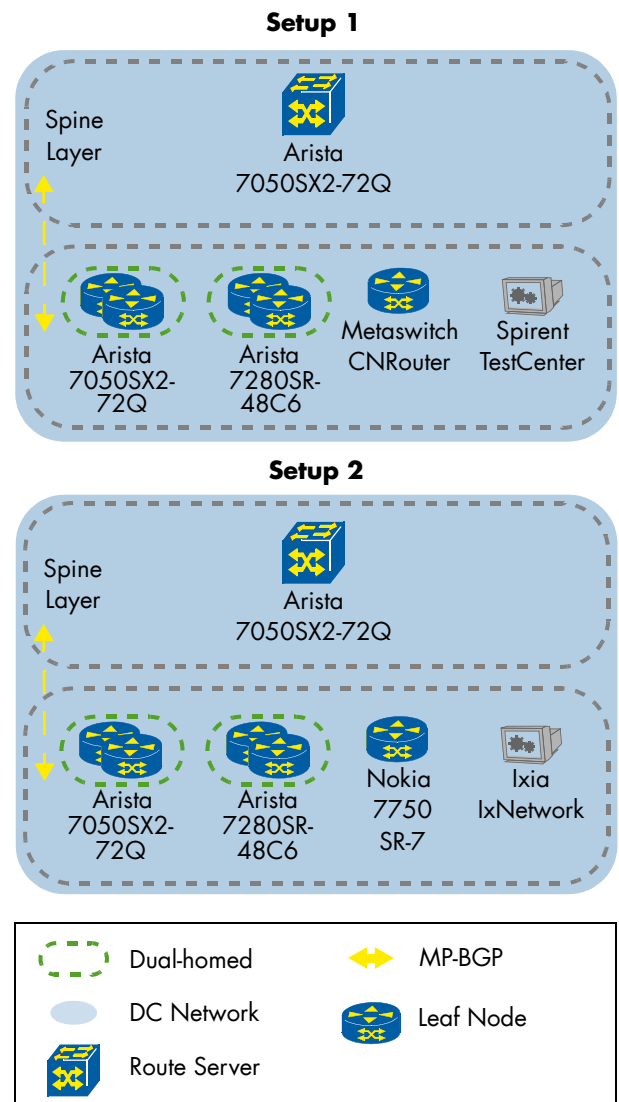 Setup 1
Spine
Layer
Arista
7050SX2-72Q
Arista
7050SX2-
72Q
Arista
7280SR-
48C6
Metaswitch
CNRouter
Spirent
TestCenter
Setup 2
Spine
Layer
Arista
7050SX2-72Q
Arista
7050SX2-
72Q
Arista
7280SR-
48C6
Nokia
7750
SR-7
Ixia
IxNetwork
Dual-homed
MP-BGP
DC Network
Leaf Node
Route Server